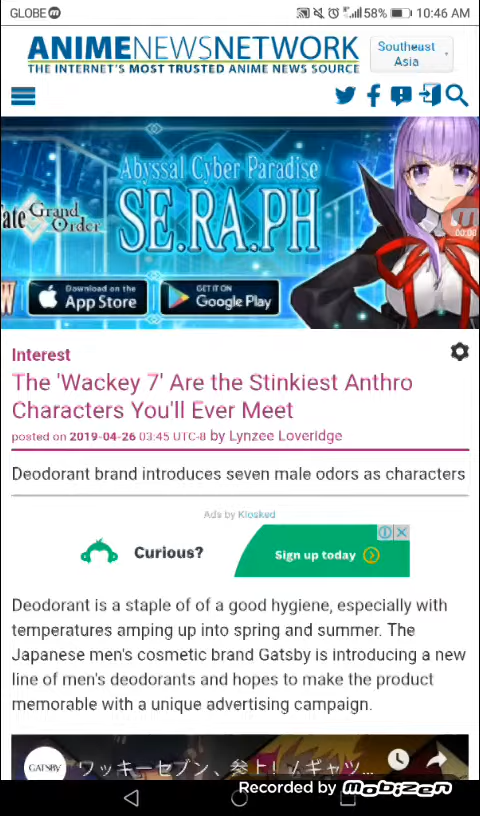 GLOBE 58% 10:46 AM
ANIMENEWSNETWORK
THE INTERNET'S MOST TRUSTED ANIME NEWS SOURCE
Southeast
Asia
Abyssal Cyber Paradise
SE.RA.PH
Fate Grand
Order
00:08
W
Download on the
App Store
GET IT ON
Google Play
Interest
The 'Wackey 7' Are the Stinkiest Anthro
Characters You'll Ever Meet
posted on 2019-04-26 03:45 UTC-8 by Lynzee Loveridge
Deodorant brand introduces seven male odors as characters
Ads by Kiosked
Curious?
Sign up today
Deodorant is a staple of of a good hygiene, especially with
temperatures amping up into spring and summer. The
Japanese men's cosmetic brand Gatsby is introducing a new
line of men's deodorants and hopes to make the product
memorable with a unique advertising campaign.
GATSBY
ワッキーセブン、参上!/ギャツ...
Recorded by mobizen